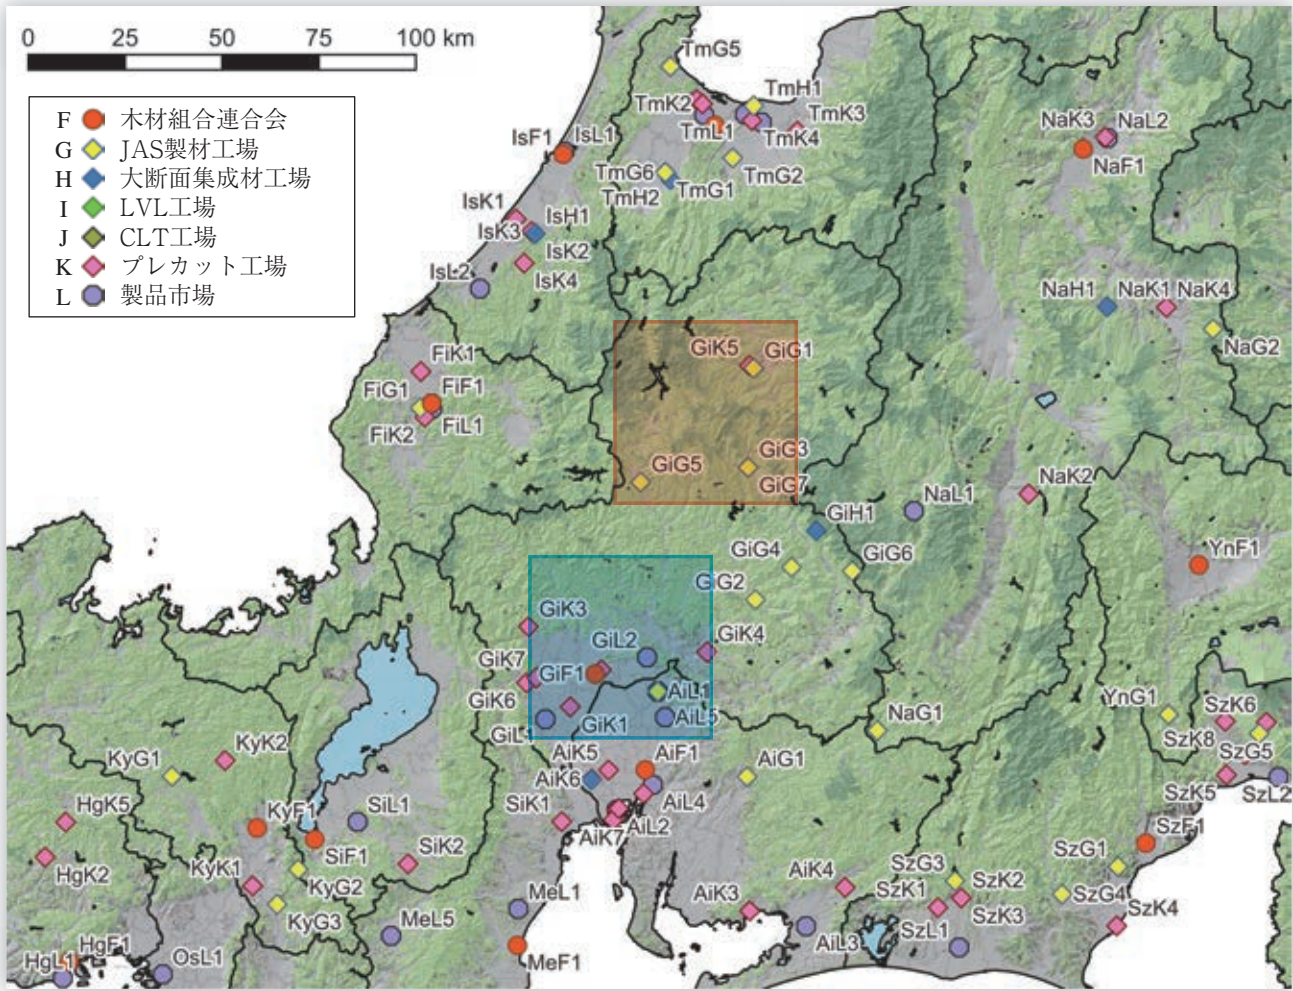 0 25 50 75 100 km
F 木材組合連合会
G JAS製材工場
H 大断面集成材工場
I LVL工場
J CLT工場
K プレカット工場
L 製品市場
TmG5
TmK2
TmH1
TmK3
TmL1
TmK4
TmG6
TmG1
TmG2
TmH2
IsF1
IsL1
IsK1
IsH1
IsK3
IsK2
IsL2
IsK4
NaK3
NaL2
NaF1
NaH1
NaK1
NaK4
NaG2
FiK1
FiG1
FiF1
FiK2
FiL1
GiK5
GiG1
GiG3
GiG5
GiG7
NaK2
NaL1
GiH1
GiG4
GiG6
GiG2
YnF1
GiK3
GiL2
GiK4
GiK7
GiF1
GiK6
AiL1
GiK1
AiL5
GiL1
NaG1
YnG1
SzK6
SzK8
SzG5
SzK5
SzL2
KyG1
KyK2
AiK5
AiF1
AiG1
AiK6
HgK5
KyF1
SiL1
SiK1
AiL4
AiL2
AiK7
SzF1
HgK2
SiF1
SiK2
KyK1
KyG2
KyG3
AiK4
AiK3
SzG3
SzK2
SzK1
SzK3
SzG1
SzG4
SzK4
MeL1
MeL5
MeF1
AiL3
SzL1
HgL1
HgF1
OsL1